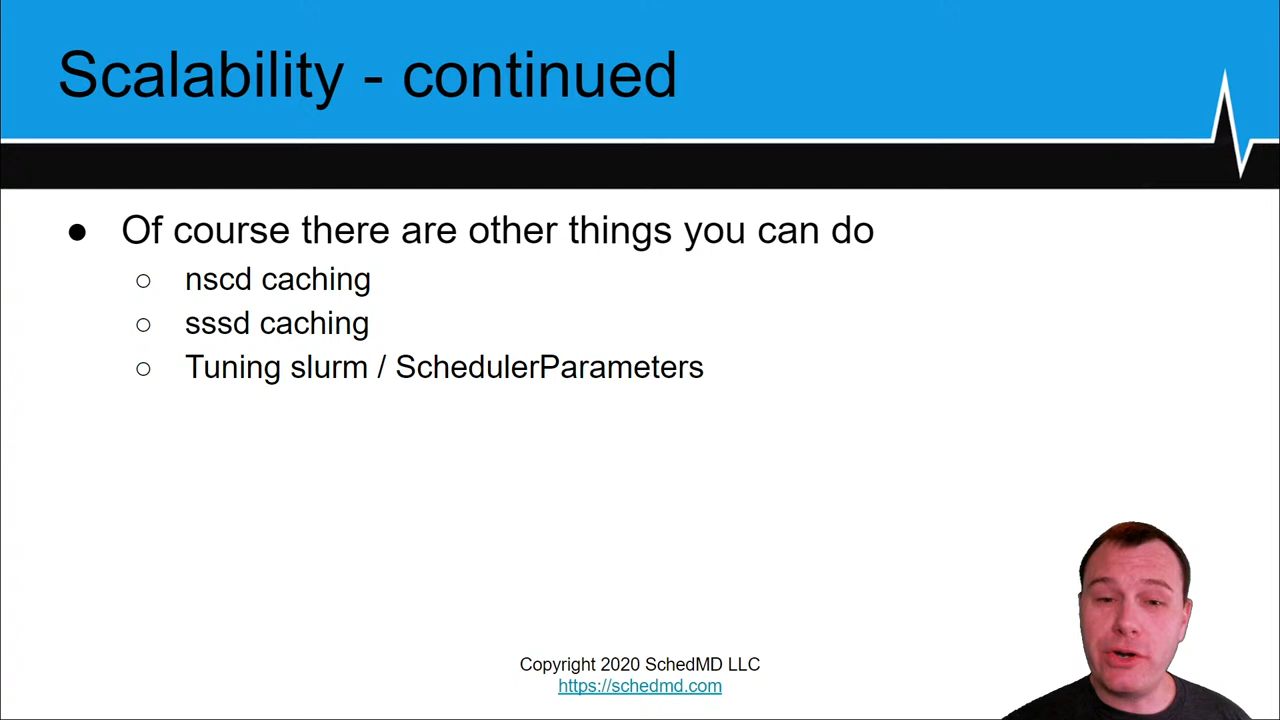 Scalability - continued
● Of course there are other things you can do
○ nscd caching
○ sssd caching
○ Tuning slurm / SchedulerParameters
Copyright 2020 SchedMD LLC
https://schedmd.com